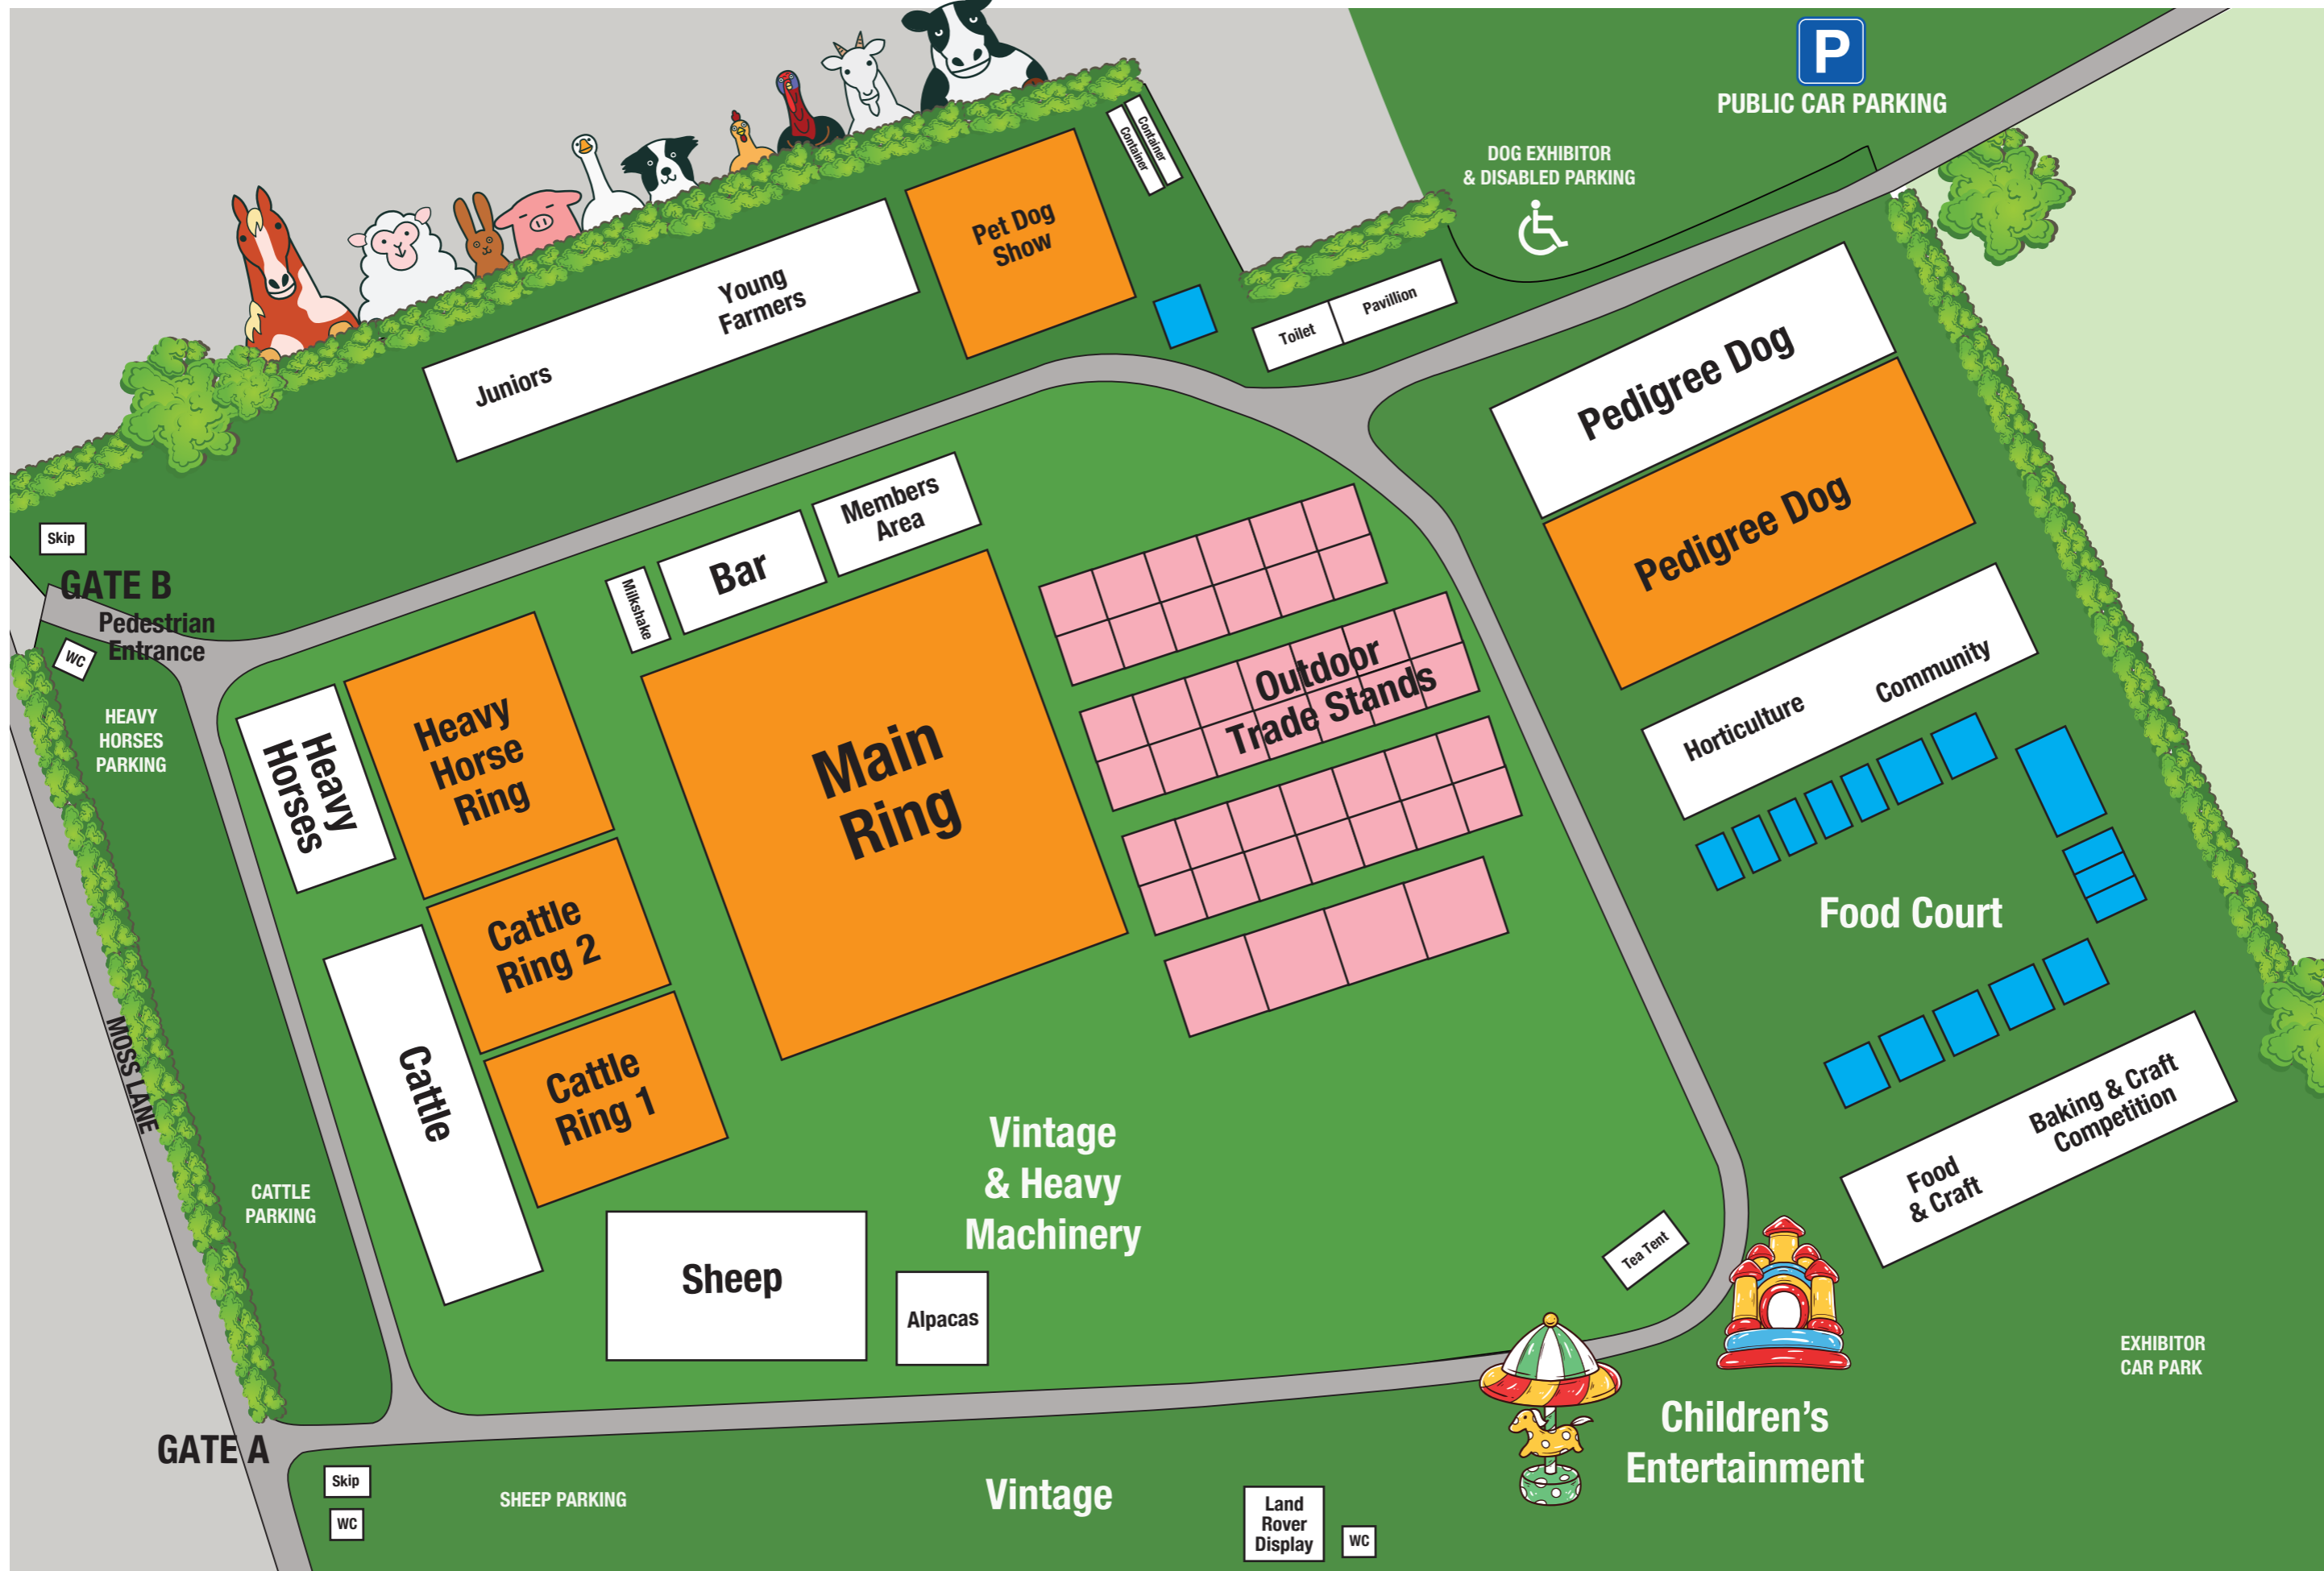 P
PUBLIC CAR PARKING
DOG EXHIBITOR
& DISABLED PARKING
Container
Container
Pet Dog
Show
Young
Farmers
Juniors
Toilet
Pavillion
Pedigree Dog
Pedigree Dog
Members
Area
Bar
Milkshake
Skip
GATE B
Pedestrian
Entrance
WC
HEAVY
HORSES
PARKING
Heavy
Horses
Heavy
Horse
Ring
Main
Ring
Outdoor
Trade Stands
Horticulture
Community
Food Court
Cattle
Ring 2
Cattle
Ring 1
Cattle
MOSS LANE
CATTLE
PARKING
Vintage
& Heavy
Machinery
Sheep
Alpacas
Tea Tent
Baking & Craft
Competition
Food
& Craft
EXHIBITOR
CAR PARK
Children's
Entertainment
GATE A
Skip
WC
SHEEP PARKING
Vintage
Land
Rover
Display
WC